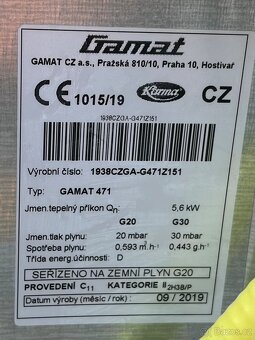 Gamat
GAMAT CZ a.s., Pražská 810/10, Praha 10, Hostivař
CE 1015/19 Karma CZ
1938CZGA-G471Z151
Výrobní číslo: 1938CZGA-G471Z151
Typ: GAMAT 471
Jmen.tepelný příkon Qn: 5,6 kW
G20 G30
Jmen.tlak plynu 20 mbar 30 mbar
Spotřeba plynu 0,593 m³.h⁻¹ 0,443 g.h⁻¹
Třída energ.účinnosti: D
SEŘÍZENO NA ZEMNÍ PLYN G20
PROVEDENÍ C11 KATEGORIE II2H3B/P
Datum výroby (měsíc / rok) 09 / 2019